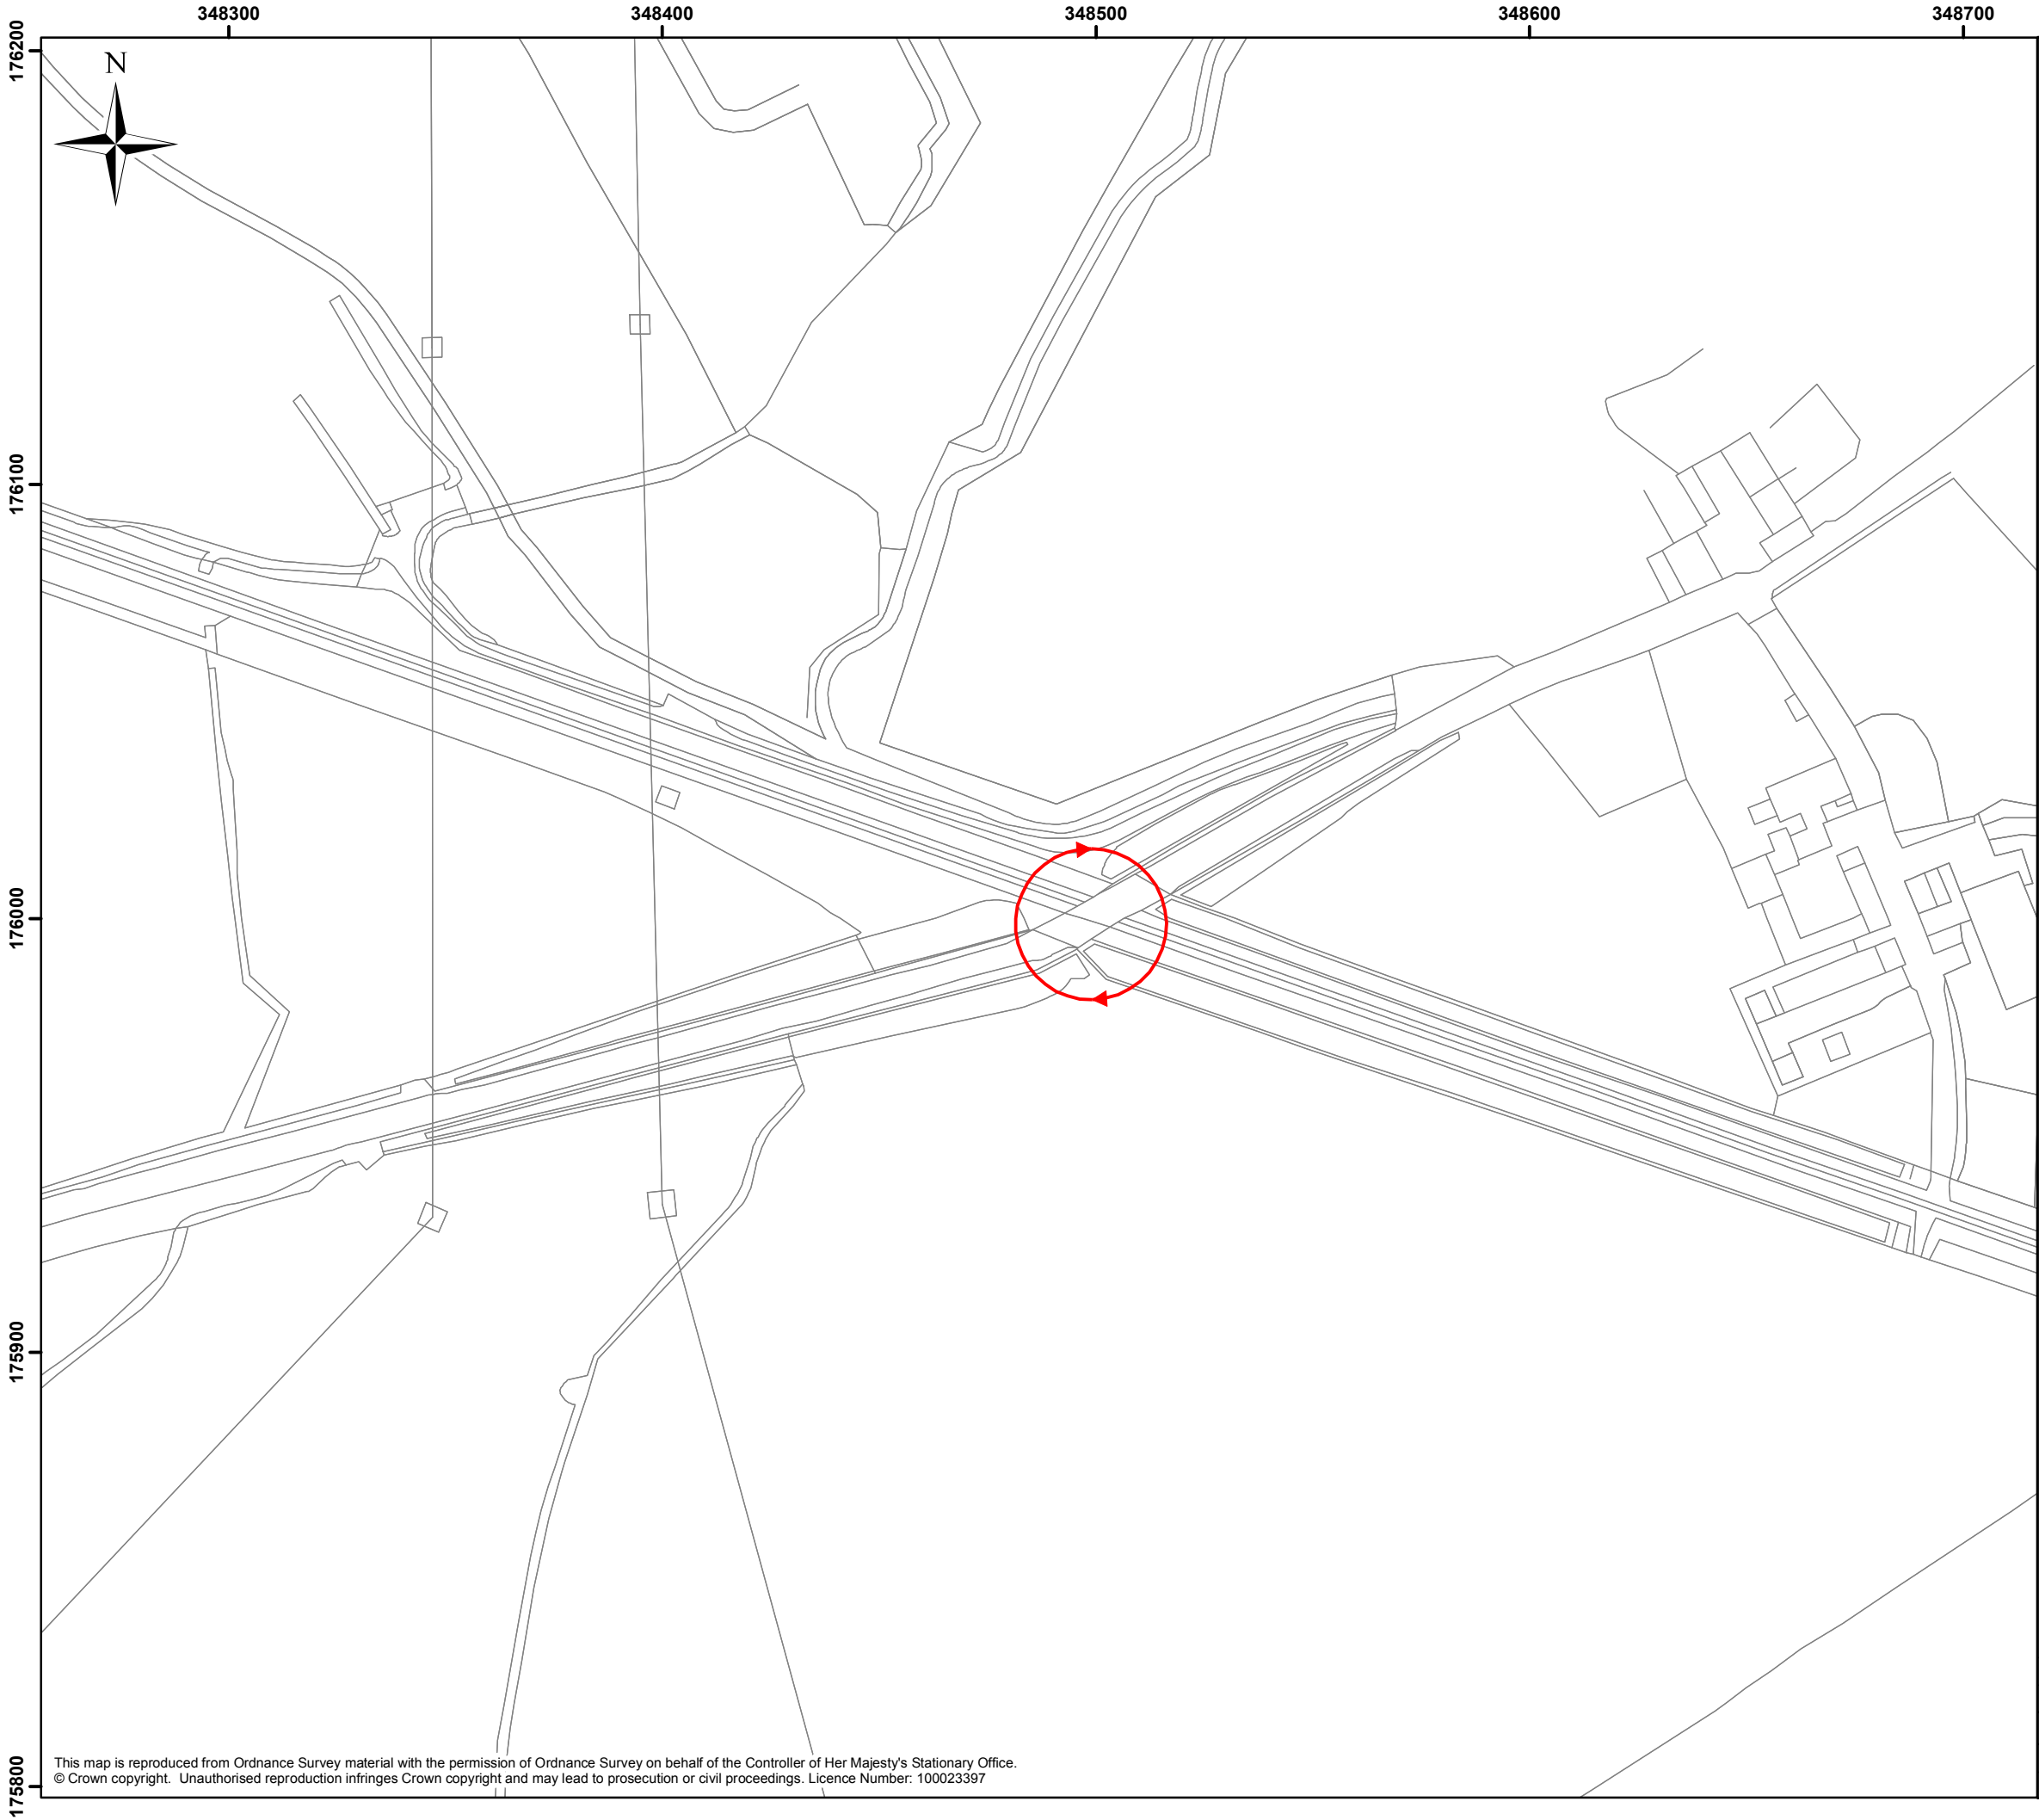 348300 348400 348500 348600 348700
176200
N
176100
176000
175900
175800
This map is reproduced from Ordnance Survey material with the permission of Ordnance Survey on behalf of the Controller of Her Majesty's Stationary Office.
© Crown copyright. Unauthorised reproduction infringes Crown copyright and may lead to prosecution or civil proceedings. Licence Number: 100023397